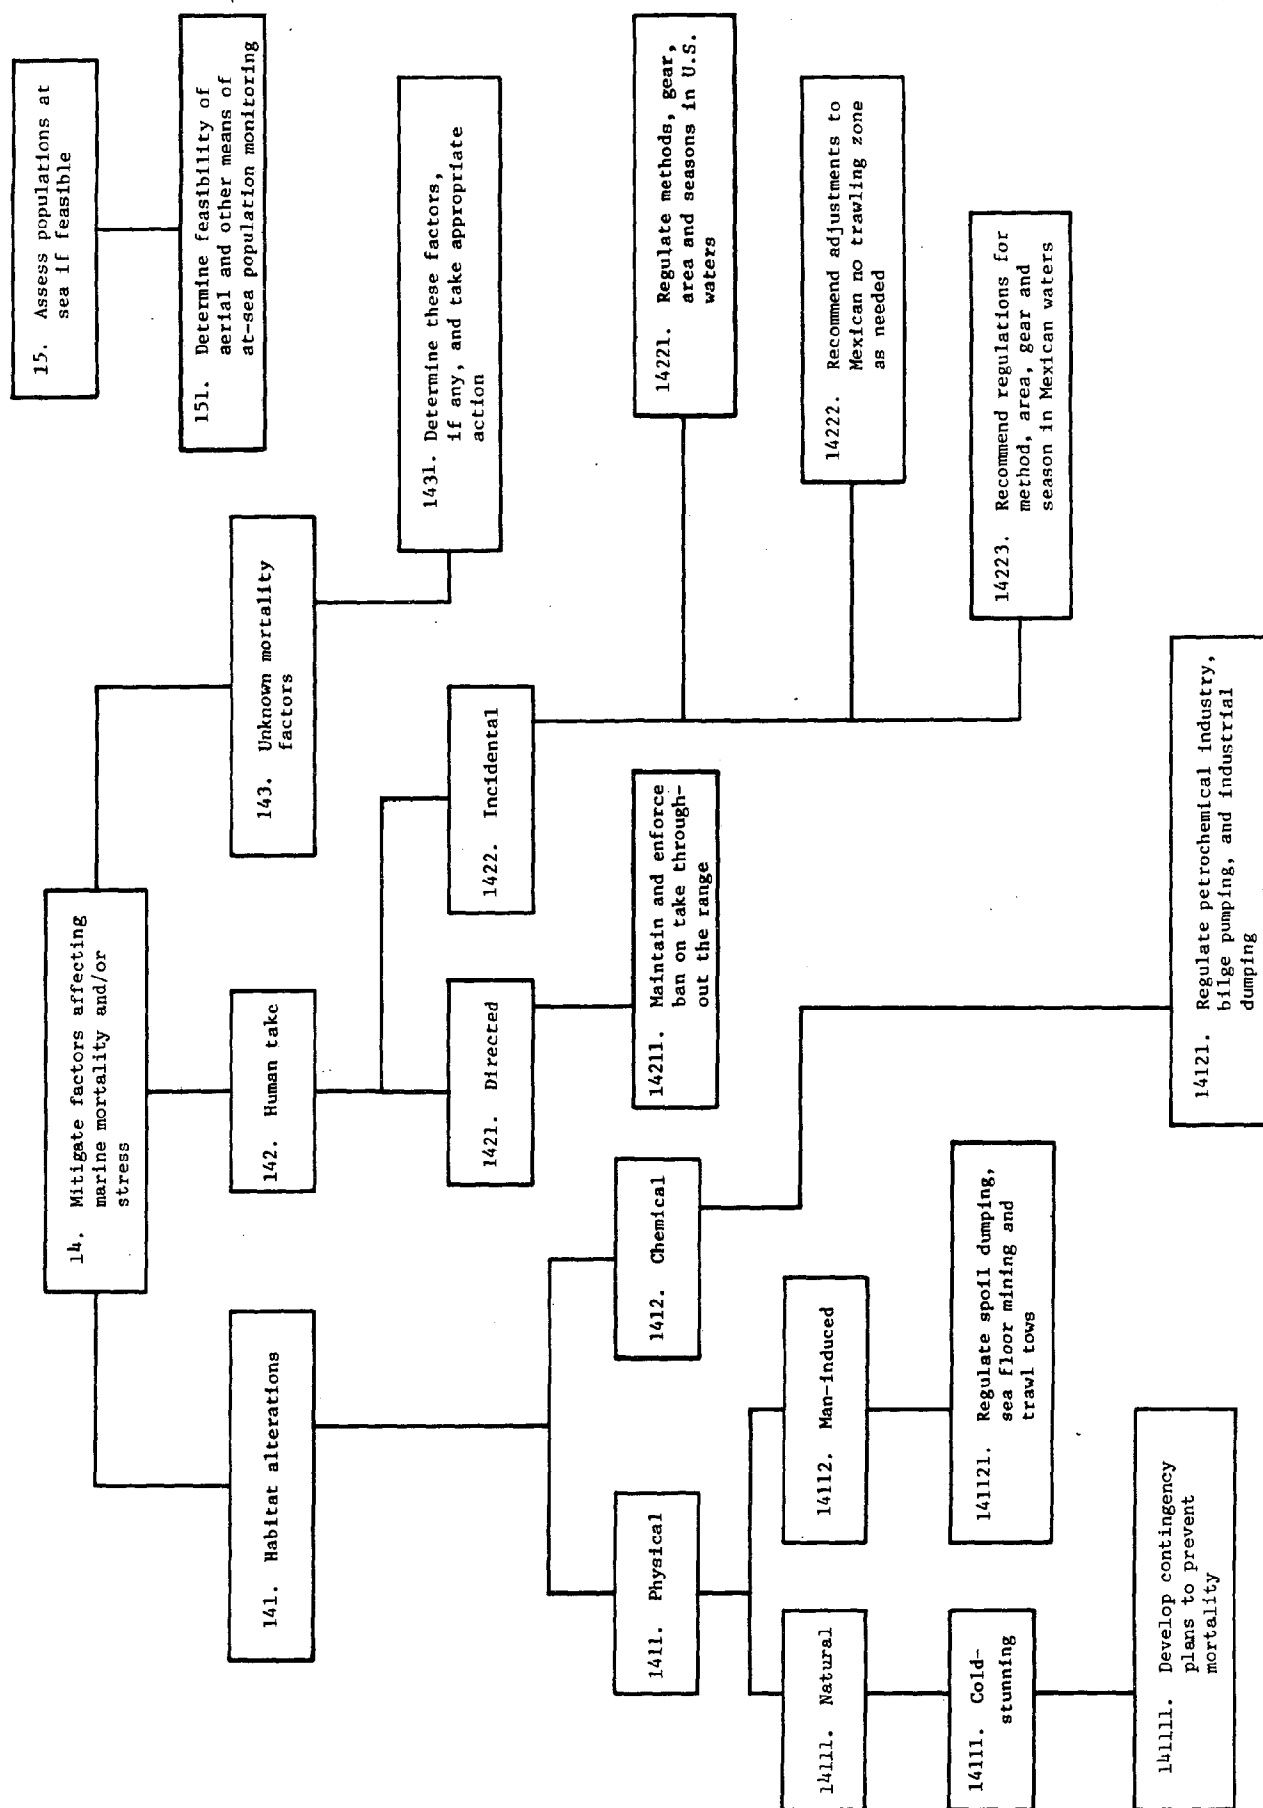 15. Assess populations at
sea if feasible
151. Determine feasibility of
aerial and other means of
at-sea population monitoring
14. Mitigate factors affecting
marine mortality and/or
stress
143. Unknown mortality
factors
1431. Determine these factors,
if any, and take appropriate
action
142. Human take
1422. Incidental
14221. Regulate methods, gear,
area and seasons in U.S.
waters
14222. Recommend adjustments to
Mexican no trawling zone
as needed
14223. Recommend regulations for
method, area, gear and
season in Mexican waters
1421. Directed
14211. Maintain and enforce
ban on take through-
out the range
141. Habitat alterations
1412. Chemical
14121. Regulate petrochemical industry,
bilge pumping, and industrial
dumping
1411. Physical
14112. Man-induced
141121. Regulate spoil dumping,
sea floor mining and
trawl tows
14111. Natural
14111. Cold-
stunning
141111. Develop contingency
plans to prevent
mortality